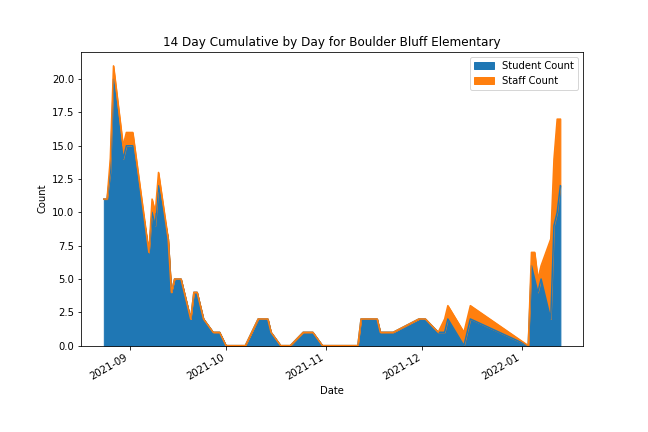 14 Day Cumulative by Day for Boulder Bluff Elementary
Student Count
Staff Count
20.0
17.5
15.0
12.5
10.0
7.5
5.0
2.5
0.0
Count
2021-09
2021-10
2021-11
2021-12
2022-01
Date